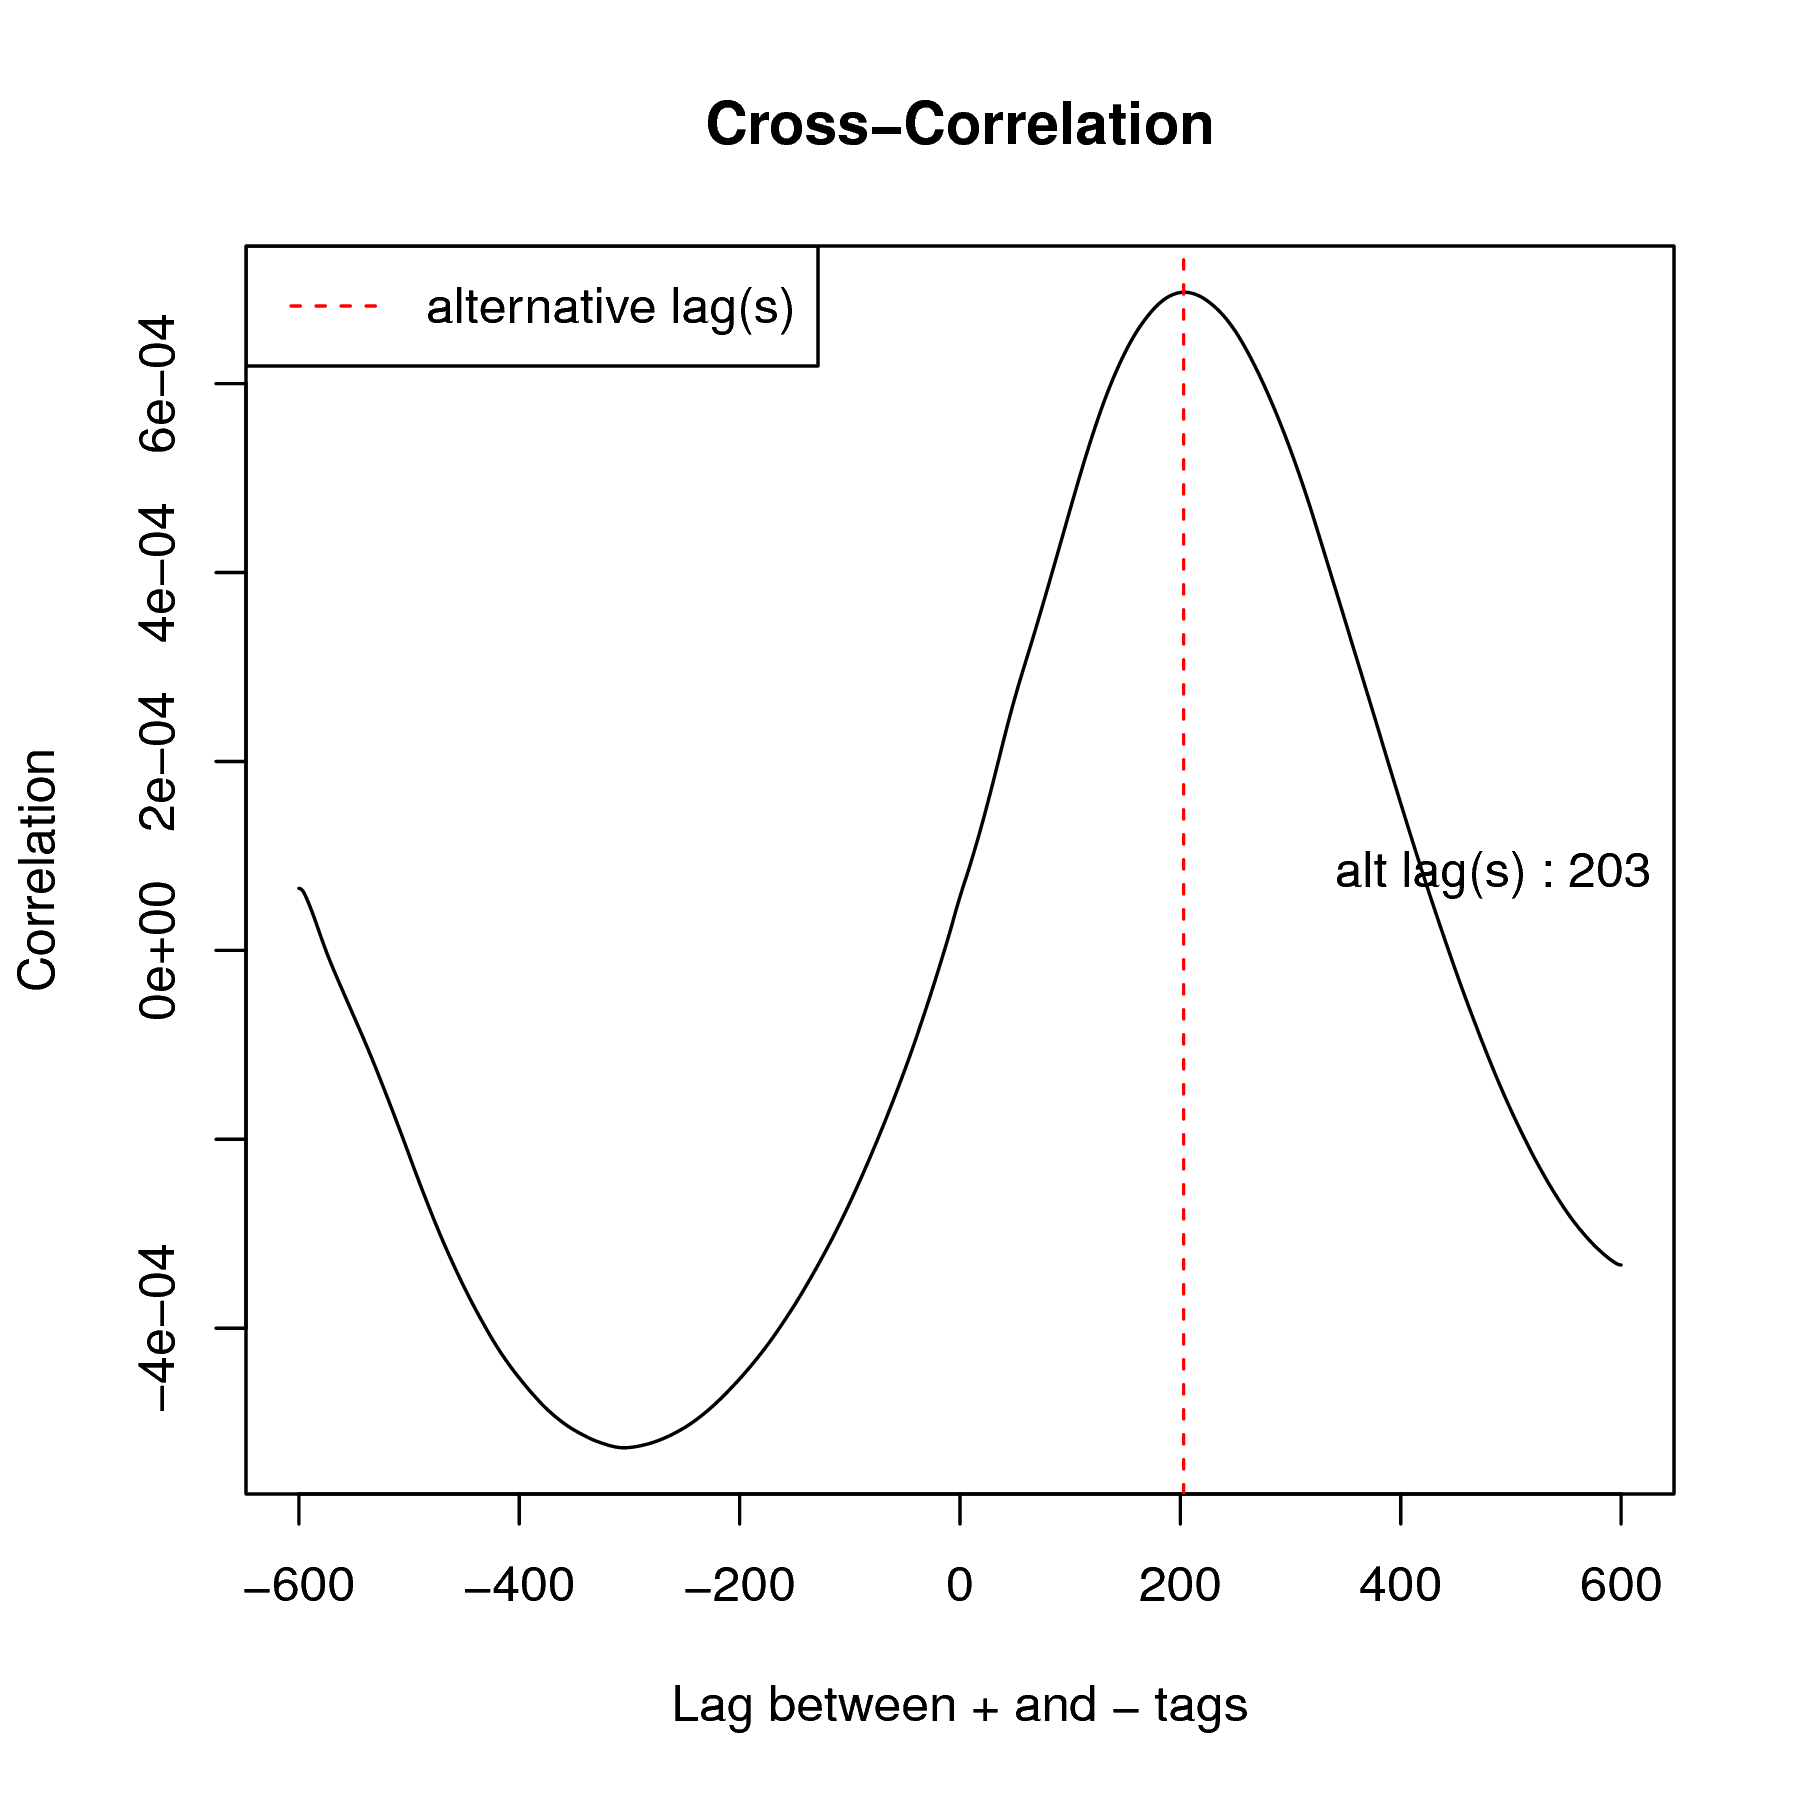 Cross−Correlation
alternative lag(s)
alt lag(s) : 203
Correlation
6e−04
4e−04
2e−04
0e+00
−4e−04
−600 −400 −200 0 200 400 600
Lag between + and − tags